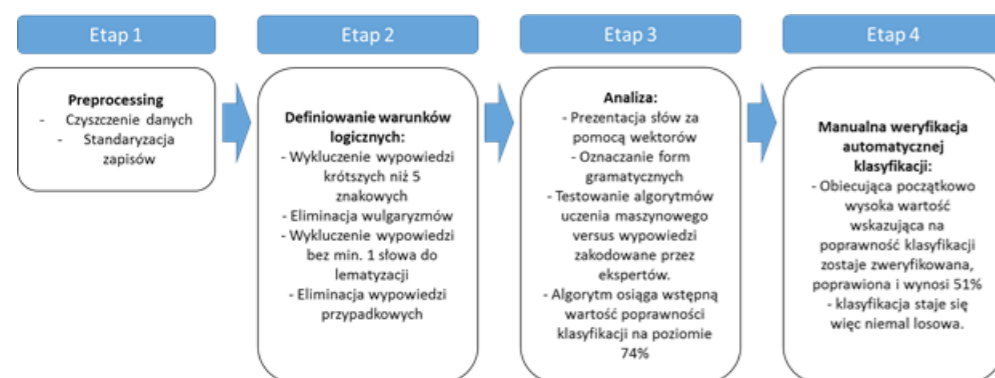 Etap 1
Preprocessing
- Czyszczenie danych
- Standaryzacja
zapisów
Etap 2
Definiowanie warunków
logicznych:
- Wykluczenie wypowiedzi
krótszych niż 5
znakowych
- Eliminacja wulgaryzmów
- Wykluczenie wypowiedzi
bez min. 1 słowa do
lematyzacji
- Eliminacja wypowiedzi
przypadkowych
Etap 3
Analiza:
- Prezentacja słów za
pomocą wektorów
- Oznaczanie form
gramatycznych
- Testowanie algorytmów
uczenia maszynowego
versus wypowiedzi
zakodowane przez
ekspertów.
- Algorytm osiąga wstępną
wartość poprawności
klasyfikacji na poziomie
74%
Etap 4
Manualna weryfikacja
automatycznej
klasyfikacji:
- Obiecująca początkowo
wysoka wartość
wskazująca na
poprawność klasyfikacji
zostaje zweryfikowana,
poprawiona i wynosi 51%
- klasyfikacja staje się
więc niemal losowa.